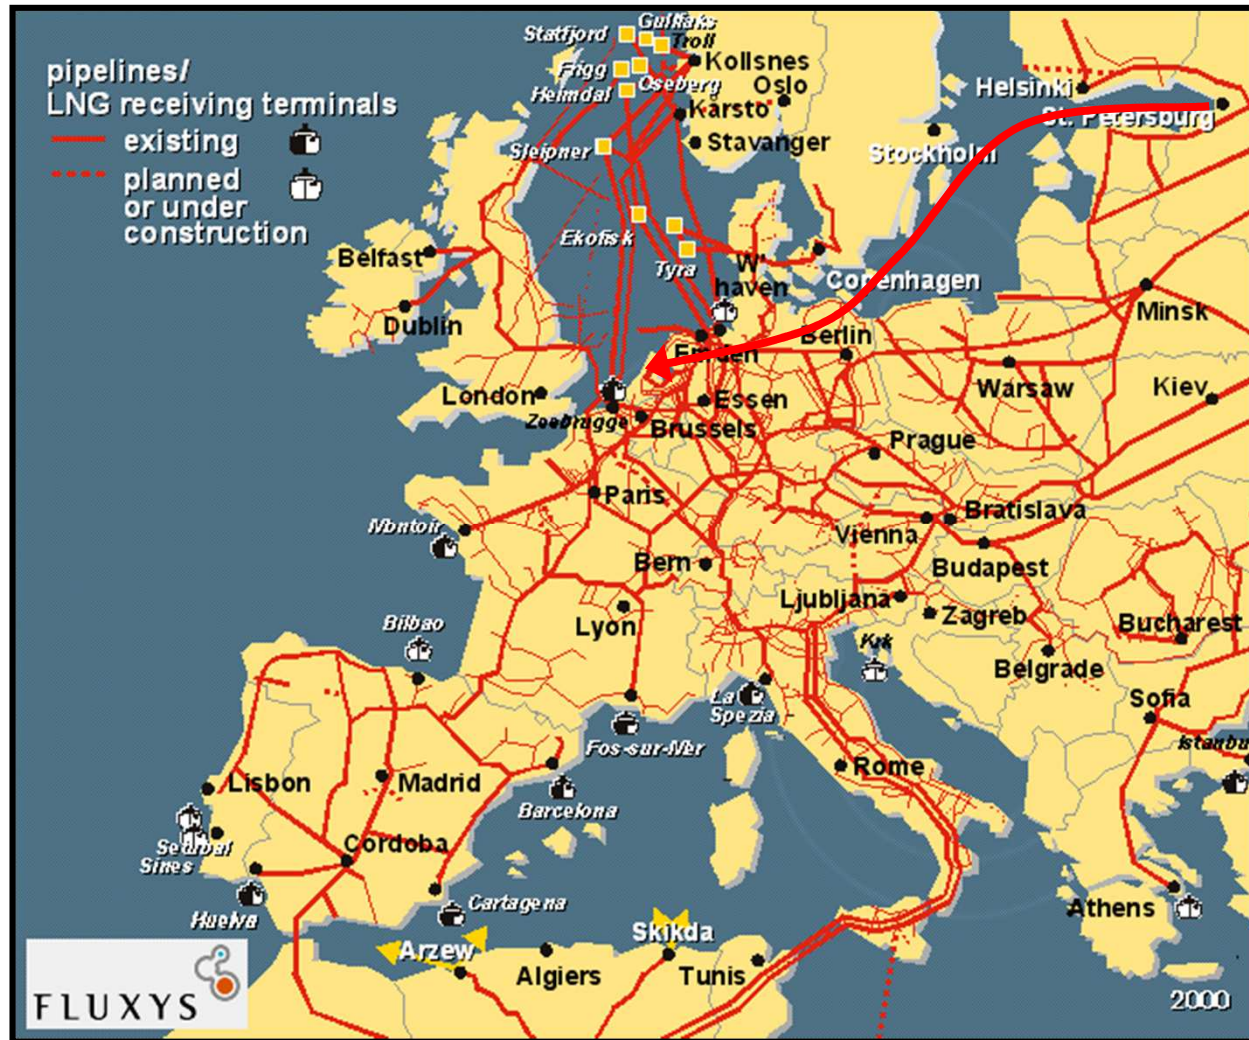 pipelines/
LNG receiving terminals
existing
planned
or under
construction
Statfjord
Gullfaks
Troll
Frigg
Oseberg
Heimdal
Kollsnes
Oslo
Karsto
Stavanger
Sleipner
Helsinki
St. Petersburg
Stockholm
Ekofisk
Tyra
W'
haven
Copenhagen
Belfast
Dublin
Minsk
Emden
Berlin
London
Zeebrugge
Essen
Brussels
Warsaw
Kiev
Prague
Paris
Montoir
Bratislava
Vienna
Bern
Budapest
Ljubljana
Zagreb
Lyon
Bilbao
Krk
Bucharest
Belgrade
La
Spezia
Sofia
Fos-sur-Mer
Istanbu
Lisbon
Madrid
Rome
Barcelona
Setubal
Sines
Cordoba
Huelva
Cartagena
Athens
Arzew
Skikda
Algiers
Tunis
FLUXYS
2000